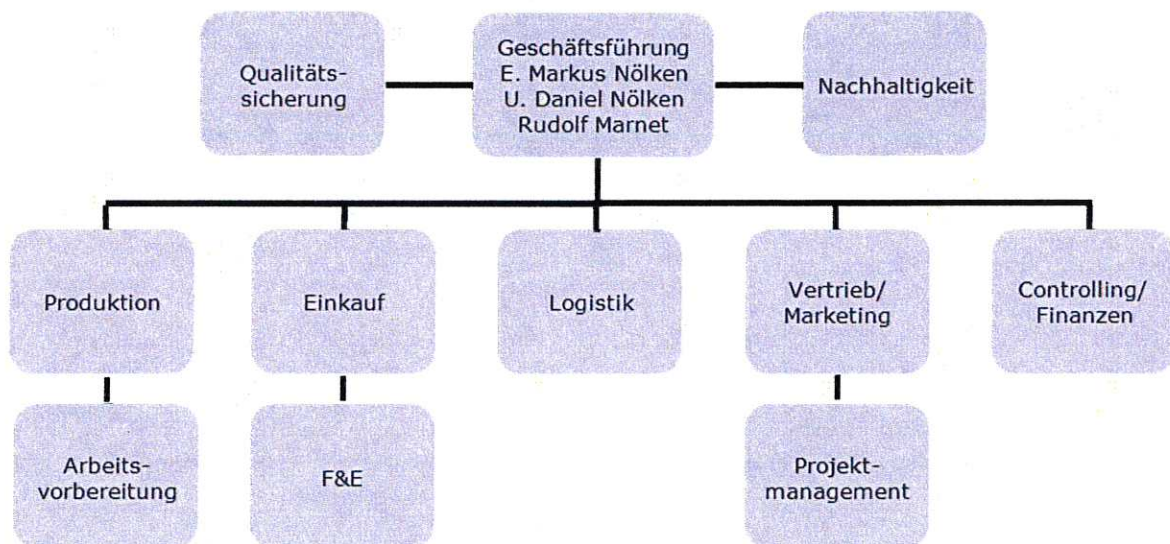 Qualitäts-
sicherung
Geschäftsführung
E. Markus Nölken
U. Daniel Nölken
Rudolf Marnet
Nachhaltigkeit
Produktion
Einkauf
Logistik
Vertrieb/
Marketing
Controlling/
Finanzen
Arbeits-
vorbereitung
F&E
Projekt-
management